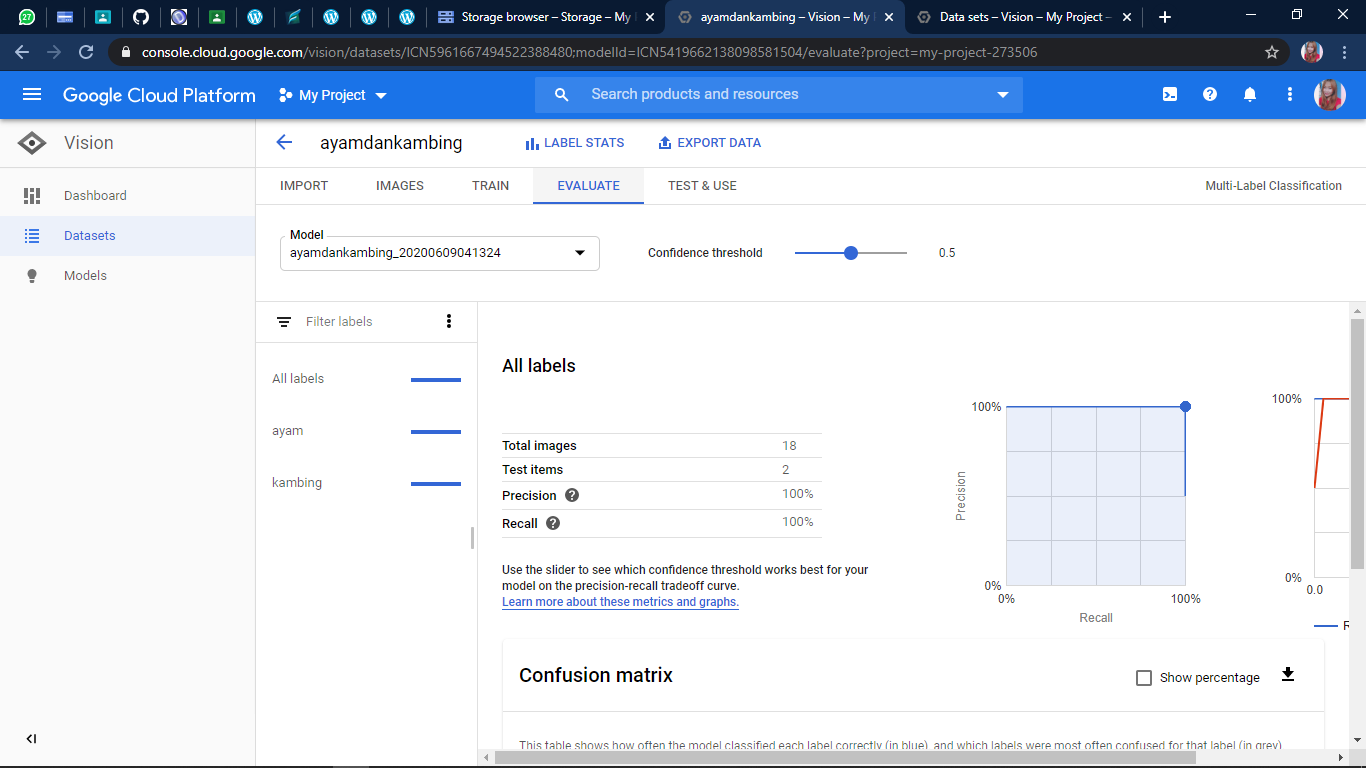 27
Storage browser – Storage – My
ayamdankambing – Vision – My
Data sets – Vision – My Project –
console.cloud.google.com/vision/datasets/ICN5961667494522388480;modelId=ICN5419662138098581504/evaluate?project=my-project-273506
Google Cloud Platform
My Project
Search products and resources
Vision
ayamdankambing
LABEL STATS
EXPORT DATA
Dashboard
Datasets
Models
IMPORT
IMAGES
TRAIN
EVALUATE
TEST & USE
Multi-Label Classification
Model
ayamdankambing_20200609041324
Confidence threshold
0.5
Filter labels
All labels
ayam
kambing
All labels
Total images 18
Test items 2
Precision 100%
Recall 100%
Use the slider to see which confidence threshold works best for your
model on the precision-recall tradeoff curve.
Learn more about these metrics and graphs.
100%
Precision
0%
0%
100%
Recall
100%
0%
0.0
Confusion matrix
Show percentage
This table shows how often the model classified each label correctly (in blue), and which labels were most often confused for that label (in grey).